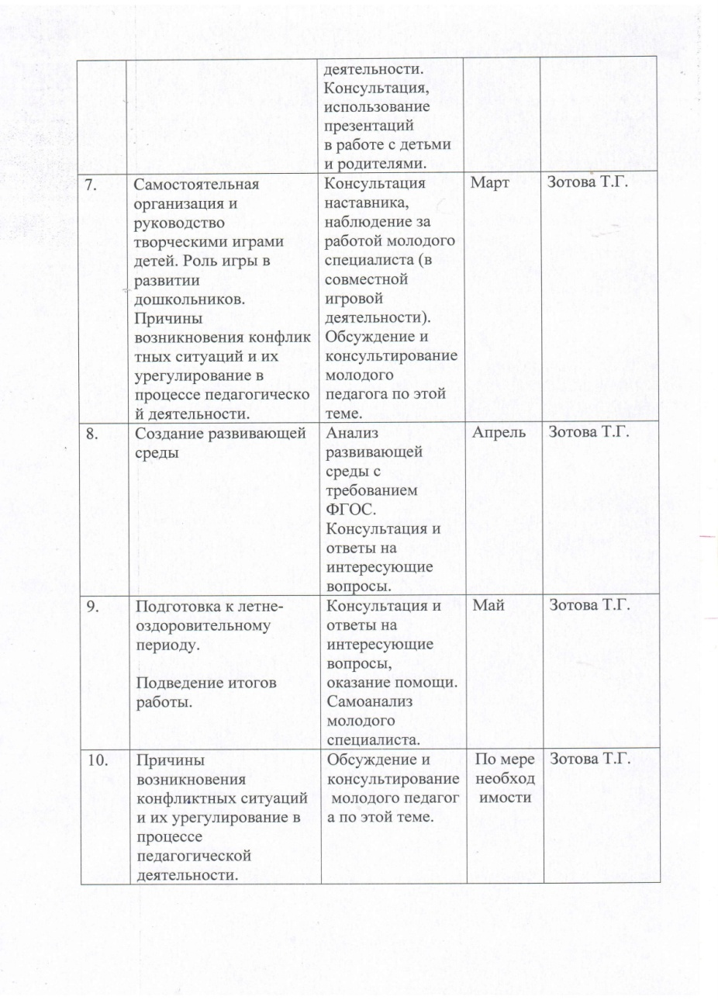 деятельности.
Консультация,
использование
презентаций
в работе с детьми
и родителями.
7.
Самостоятельная
организация и
руководство
творческими играми
детей. Роль игры в
развитии
дошкольников.
Причины
возникновения конфлик
тных ситуаций и их
урегулирование в
процессе педагогическо
й деятельности.
Консультация
наставника,
наблюдение за
работой молодого
специалиста (в
совместной
игровой
деятельности).
Обсуждение и
консультирование
молодого
педагога по этой
теме.
Март
Зотова Т.Г.
8.
Создание развивающей
среды
Анализ
развивающей
среды с
требованием
ФГОС.
Консультация и
ответы на
интересующие
вопросы.
Апрель
Зотова Т.Г.
9.
Подготовка к летне-
оздоровительному
периоду.
Подведение итогов
работы.
Консультация и
ответы на
интересующие
вопросы,
оказание помощи.
Самоанализ
молодого
специалиста.
Май
Зотова Т.Г.
10.
Причины
возникновения
конфликтных ситуаций
и их урегулирование в
процессе
педагогической
деятельности.
Обсуждение и
консультирование
молодого педагог
а по этой теме.
По мере
необход
имости
Зотова Т.Г.